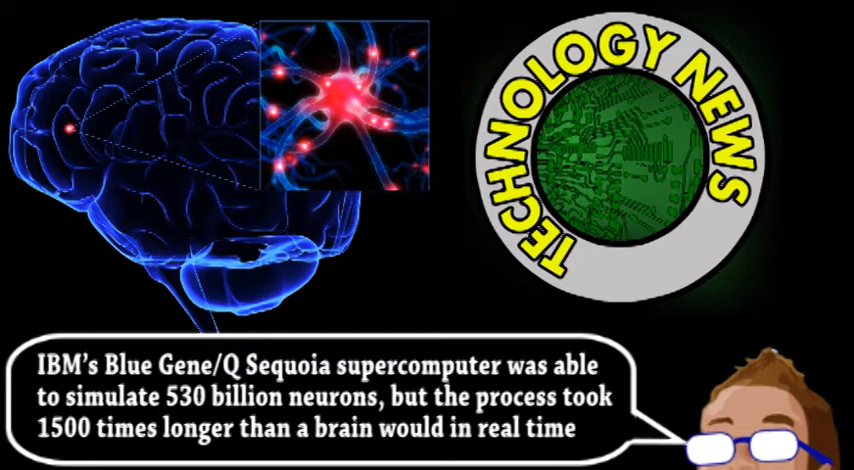 TECHNOLOGY NEWS
IBM's Blue Gene/Q Sequoia supercomputer was able
to simulate 530 billion neurons, but the process took
1500 times longer than a brain would in real time